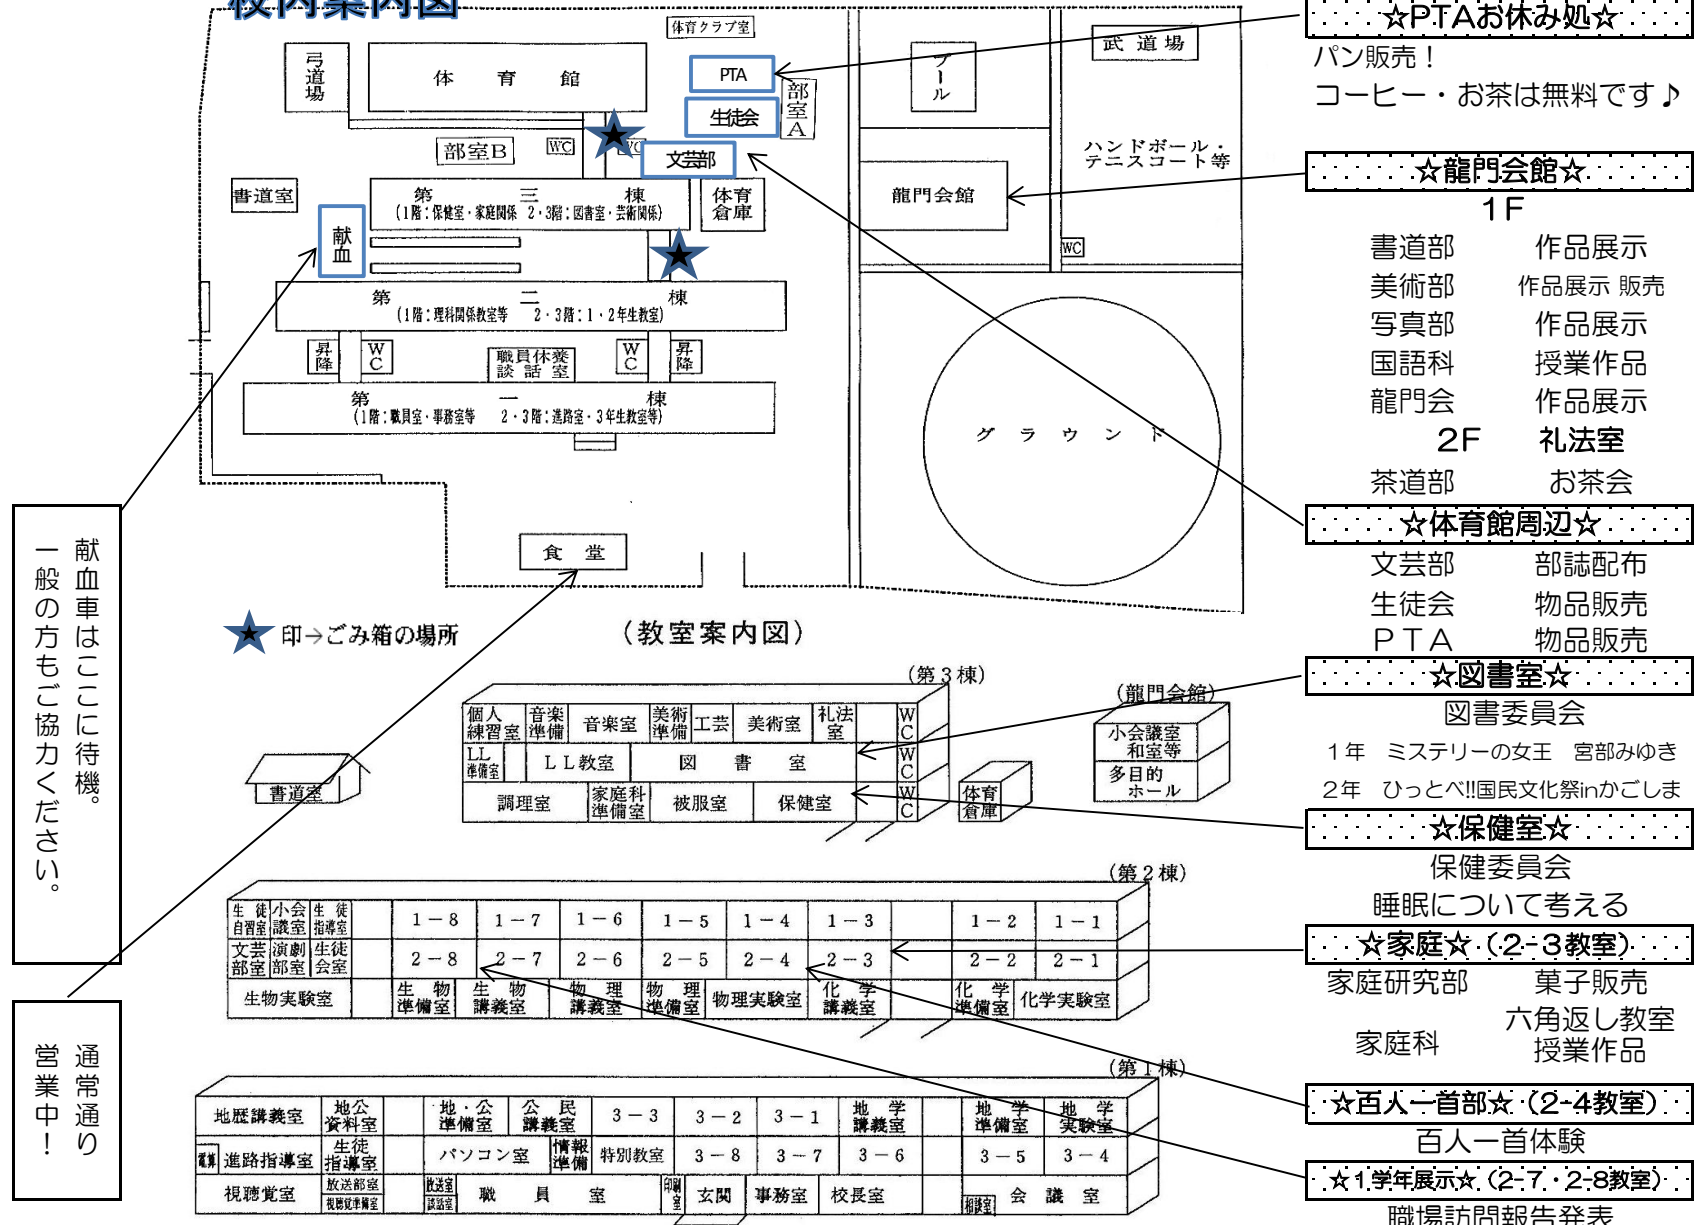 校内案内図
体育クラブ室
弓道場
体育館
PTA
生徒会
部室A
プール
武道場
部室B
WC
WC
文芸部
ハンドボール・
テニスコート等
書道室
第三棟
(1階:保健室・家庭関係 2・3階:図書室・芸術関係)
体育
倉庫
龍門会館
献血
WC
第二棟
(1階:理科関係教室等 2・3階:1・2年生教室)
昇降
WC
職員休養
談話室
WC
昇降
第一棟
(1階:職員室・事務室等 2・3階:進路室・3年生教室等)
グラウンド
食堂
献血車はここに待機。
一般の方もご協力ください。
通常通り
営業中!
★印→ごみ箱の場所
(教室案内図)
(第3棟)
個人
練習室
音楽
準備
音楽室
美術
準備
工芸
美術室
礼法
室
WC
LL
準備室
LL教室
図書室
WC
調理室
家庭科
準備室
被服室
保健室
WC
書道室
体育
倉庫
(龍門会館)
小会議室
和室等
多目的
ホール
(第2棟)
生徒
自習室
小会
議室
生徒
指導室
1-8
1-7
1-6
1-5
1-4
1-3
1-2
1-1
文芸
部室
演劇
部室
生徒
会室
2-8
2-7
2-6
2-5
2-4
2-3
2-2
2-1
生物実験室
生物
準備室
生物
講義室
物理
講義室
物理
準備室
物理実験室
化学
講義室
化学
準備室
化学実験室
(第1棟)
地歴講義室
地公
資料室
地・公
準備室
公民
講義室
3-3
3-2
3-1
地学
講義室
地学
準備室
地学
実験室
進路指導室
生徒
指導室
パソコン室
情報
準備
特別教室
3-8
3-7
3-6
3-5
3-4
視聴覚室
放送部室
視聴覚準備室
放送室
談話室
職員室
印刷室
玄関
事務室
校長室
相談室
会議室
☆PTAお休み処☆
パン販売!
コーヒー・お茶は無料です♪
☆龍門会館☆
1F
書道部 作品展示
美術部 作品展示 販売
写真部 作品展示
国語科 授業作品
龍門会 作品展示
2F 礼法室
茶道部 お茶会
☆体育館周辺☆
文芸部 部誌配布
生徒会 物品販売
PTA 物品販売
☆図書室☆
図書委員会
1年 ミステリーの女王 宮部みゆき
2年 ひっとべ!!国民文化祭inかごしま
☆保健室☆
保健委員会
睡眠について考える
☆家庭☆(2-3教室)
家庭研究部 菓子販売
家庭科 六角返し教室
授業作品
☆百人一首部☆(2-4教室)
百人一首体験
☆1学年展示☆(2-7・2-8教室)
職場訪問報告発表